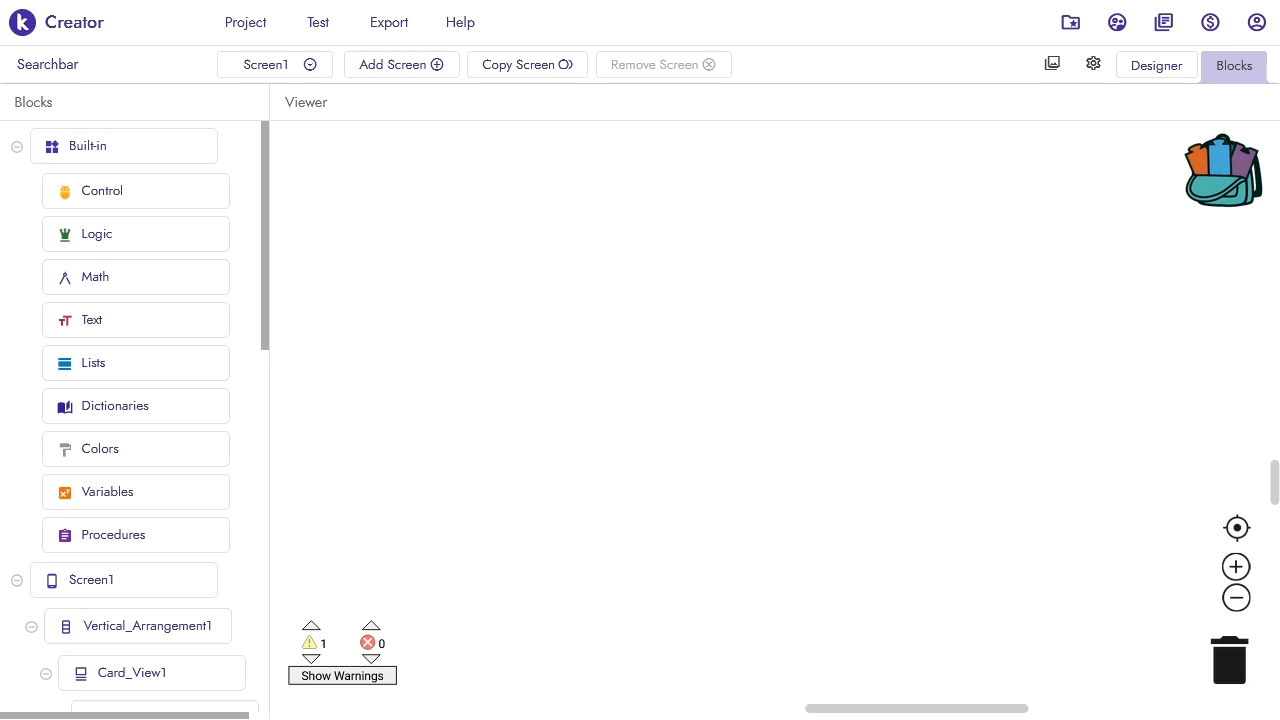 Creator
Project Test Export Help
Searchbar
Screen1
Add Screen
Copy Screen
Remove Screen
Designer
Blocks
Blocks
Viewer
Built-in
Control
Logic
Math
Text
Lists
Dictionaries
Colors
Variables
Procedures
Screen1
Vertical_Arrangement1
Card_View1
1 0
Show Warnings